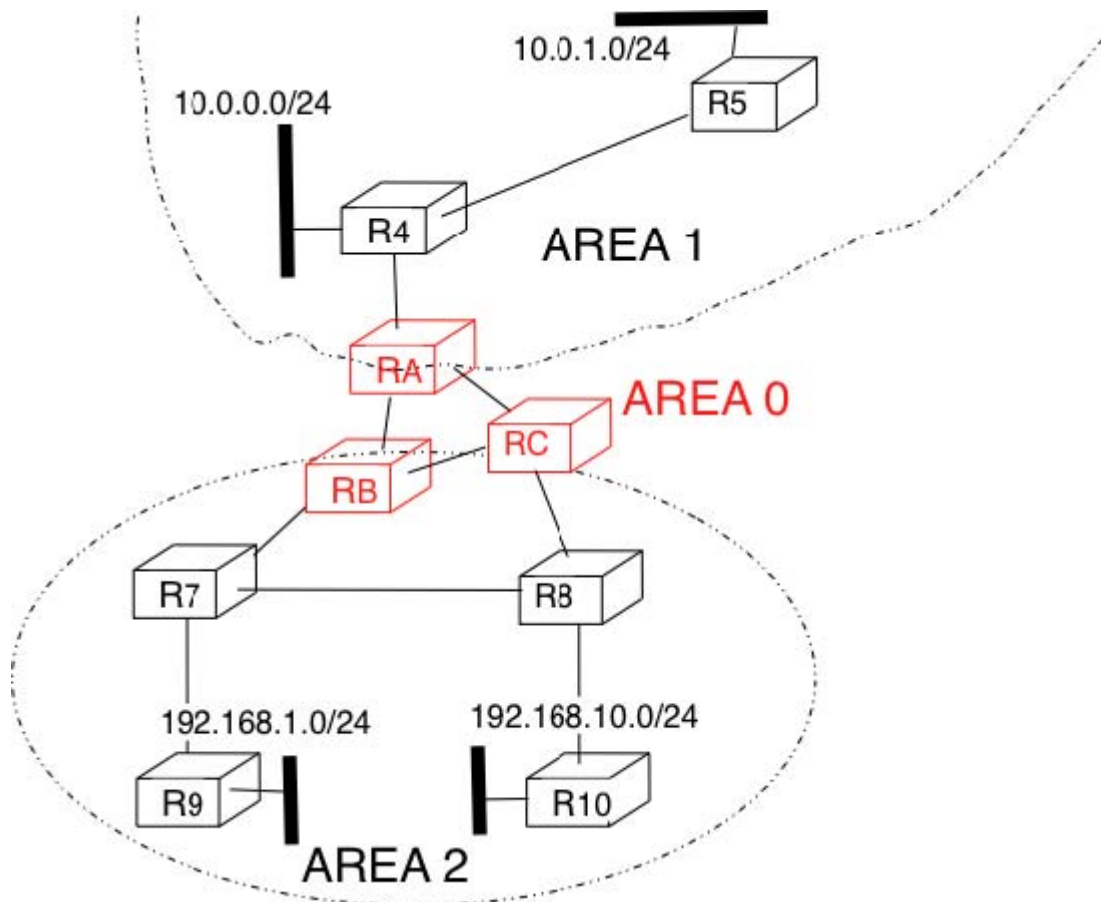 10.0.1.0/24
R5
10.0.0.0/24
R4
AREA 1
RA
AREA 0
RC
RB
R7
R8
192.168.1.0/24
192.168.10.0/24
R9
R10
AREA 2